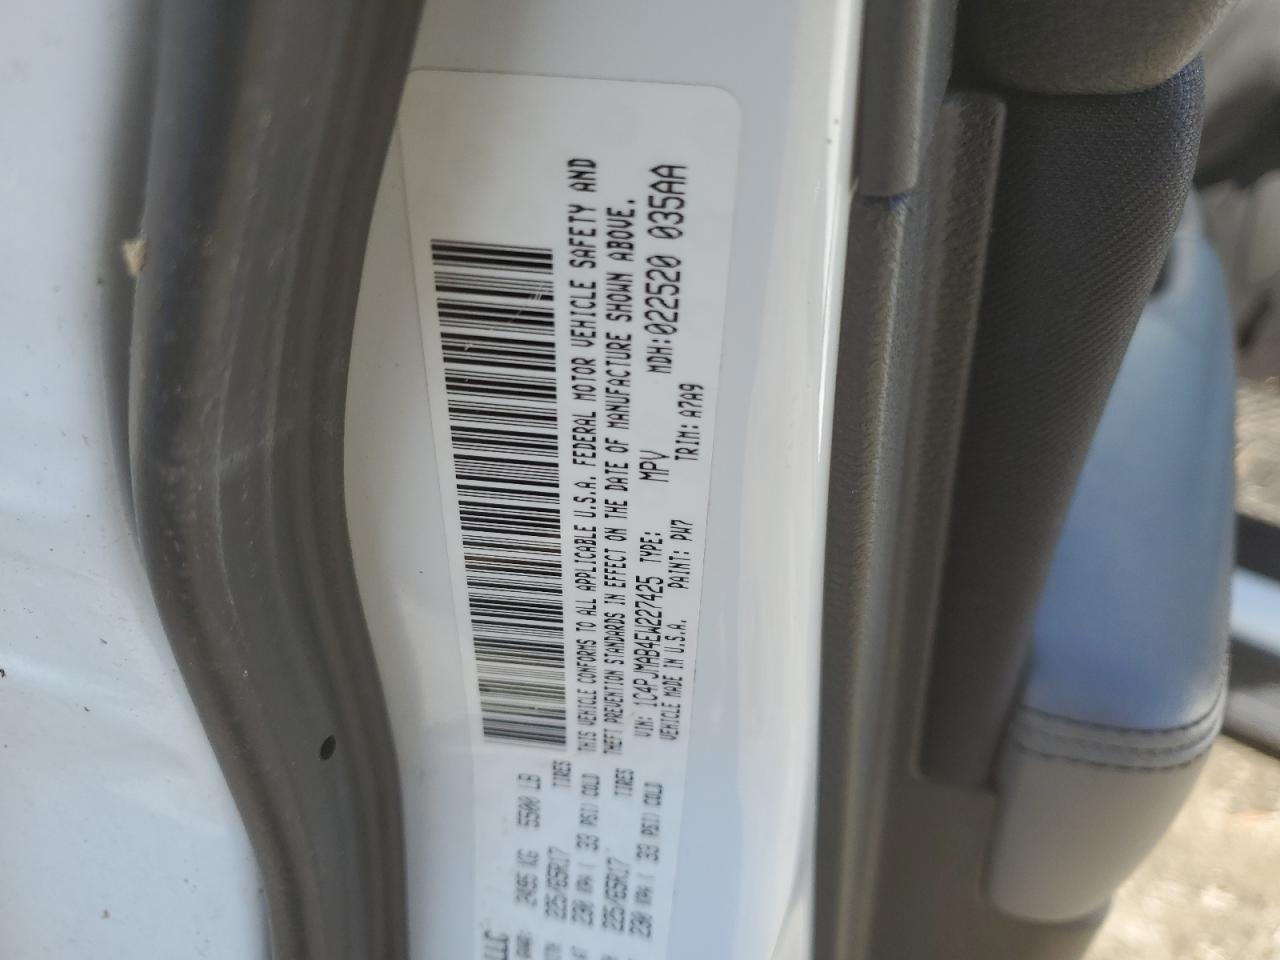 LLC
GVWR: 2495 KG 5500 LB
225/65R17 TIRES
AT 230 KPA ( 33 PSI) COLD
225/65R17 TIRES
230 KPA ( 33 PSI) COLD
THIS VEHICLE CONFORMS TO ALL APPLICABLE U.S.A. FEDERAL MOTOR VEHICLE SAFETY AND
THEFT PREVENTION STANDARDS IN EFFECT ON THE DATE OF MANUFACTURE SHOWN ABOVE.
VIN: 1C4PJMAB4EW227425 TYPE: MPV MDH:022520 035AA
VEHICLE MADE IN U.S.A. PAINT: PW7 TRIM: A7A9